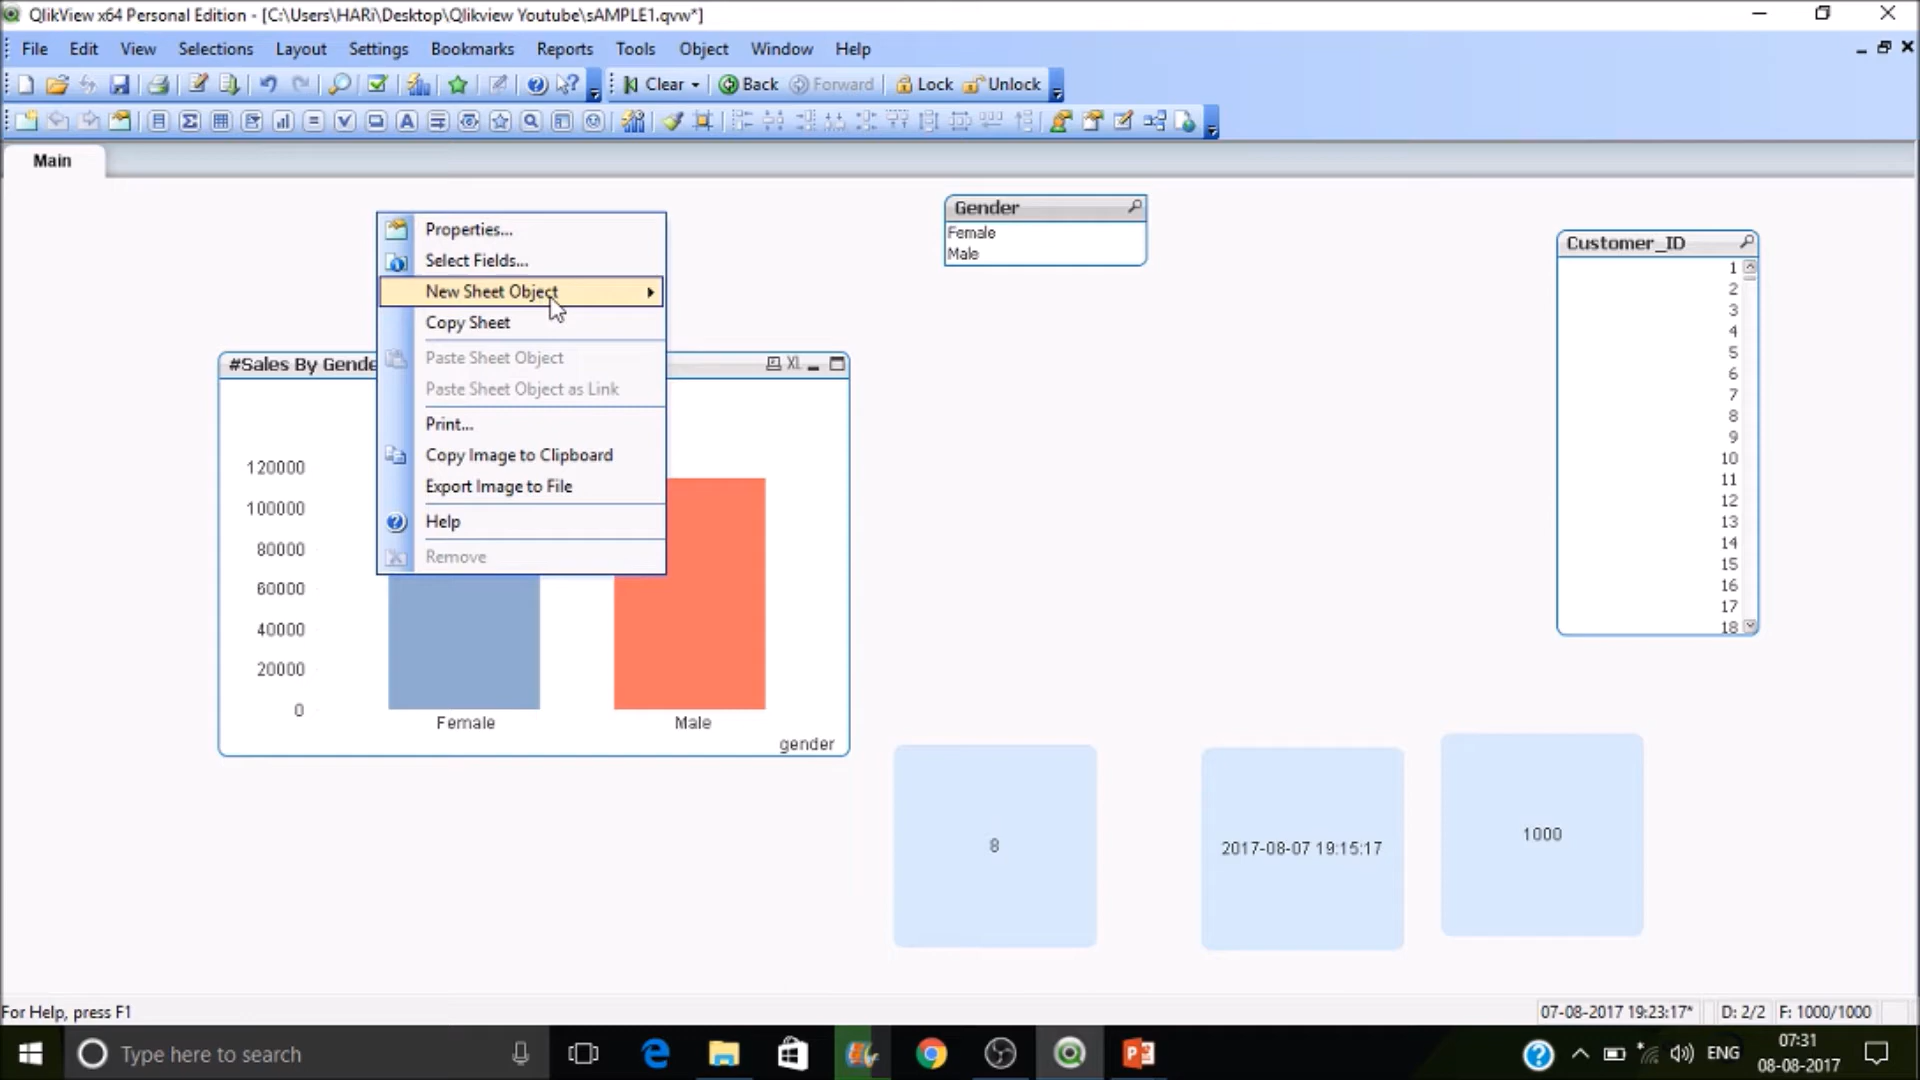 QlikView x64 Personal Edition - [C:\Users\HARi\Desktop\Qlikview Youtube\sAMPLE1.qvw*]
File Edit View Selections Layout Settings Bookmarks Reports Tools Object Window Help
Clear Back Forward Lock Unlock
Main
Properties...
Select Fields...
New Sheet Object
Copy Sheet
Paste Sheet Object
Paste Sheet Object as Link
Print...
Copy Image to Clipboard
Export Image to File
Help
Remove
Gender
Female
Male
Customer_ID
1
2
3
4
5
6
7
8
9
10
11
12
13
14
15
16
17
18
#Sales By Gende
XL
120000
100000
80000
60000
40000
20000
0
Female Male
gender
8
2017-08-07 19:15:17
1000
For Help, press F1
07-08-2017 19:23:17* D: 2/2 F: 1000/1000
Type here to search
ENG
07:31
08-08-2017